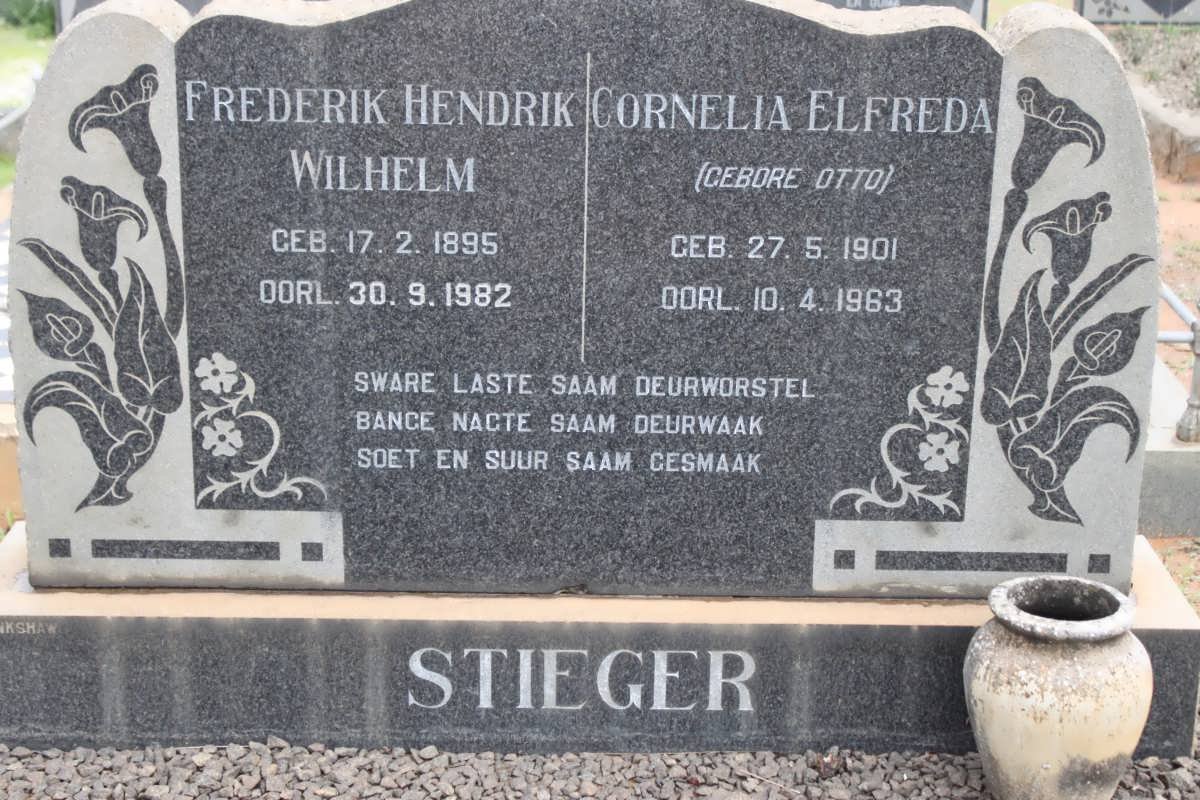 FREDERIK HENDRIK
WILHELM
GEB. 17. 2. 1895
OORL. 30. 9. 1982
CORNELIA ELFREDA
(GEBORE OTTO)
GEB. 27. 5. 1901
OORL. 10. 4. 1963
SWARE LASTE SAAM DEURWORSTEL
BANGE NAGTE SAAM DEURWAAK
SOET EN SUUR SAAM GESMAAK
STIEGER